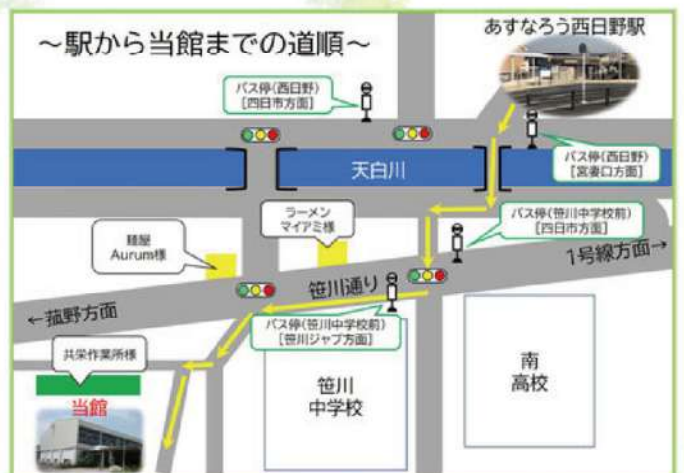 ～駅から当館までの道順～
あすなろう西日野駅
バス停(西日野)
[四日市方面]
バス停(西日野)
[宮妻口方面]
天白川
ラーメン
マイアミ様
バス停(笹川中学校前)
[四日市方面]
麺屋
Aurum様
1号線方面→
笹川通り
←菰野方面
バス停(笹川中学校前)
[笹川ジャブ方面]
共栄作業所様
当館
笹川
中学校
南
高校